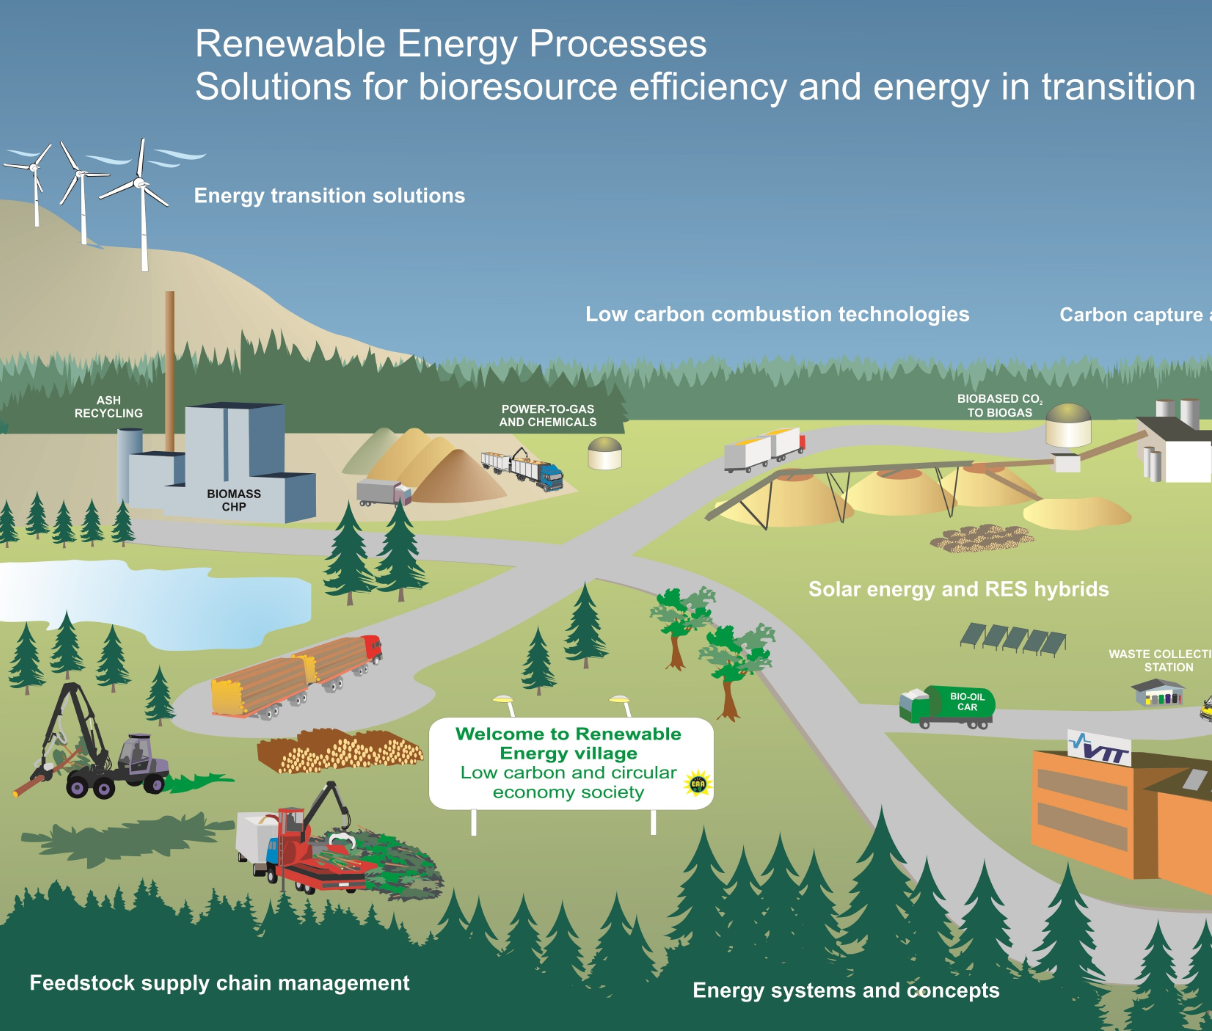 Renewable Energy Processes
Solutions for bioresource efficiency and energy in transition
Energy transition solutions
Low carbon combustion technologies
Carbon capture
ASH
RECYCLING
POWER-TO-GAS
AND CHEMICALS
BIOBASED CO₂
TO BIOGAS
BIOMASS
CHP
Solar energy and RES hybrids
WASTE COLLECTI
STATION
BIO-OIL
CAR
Welcome to Renewable
Energy village
Low carbon and circular
economy society
VTT
Feedstock supply chain management
Energy systems and concepts